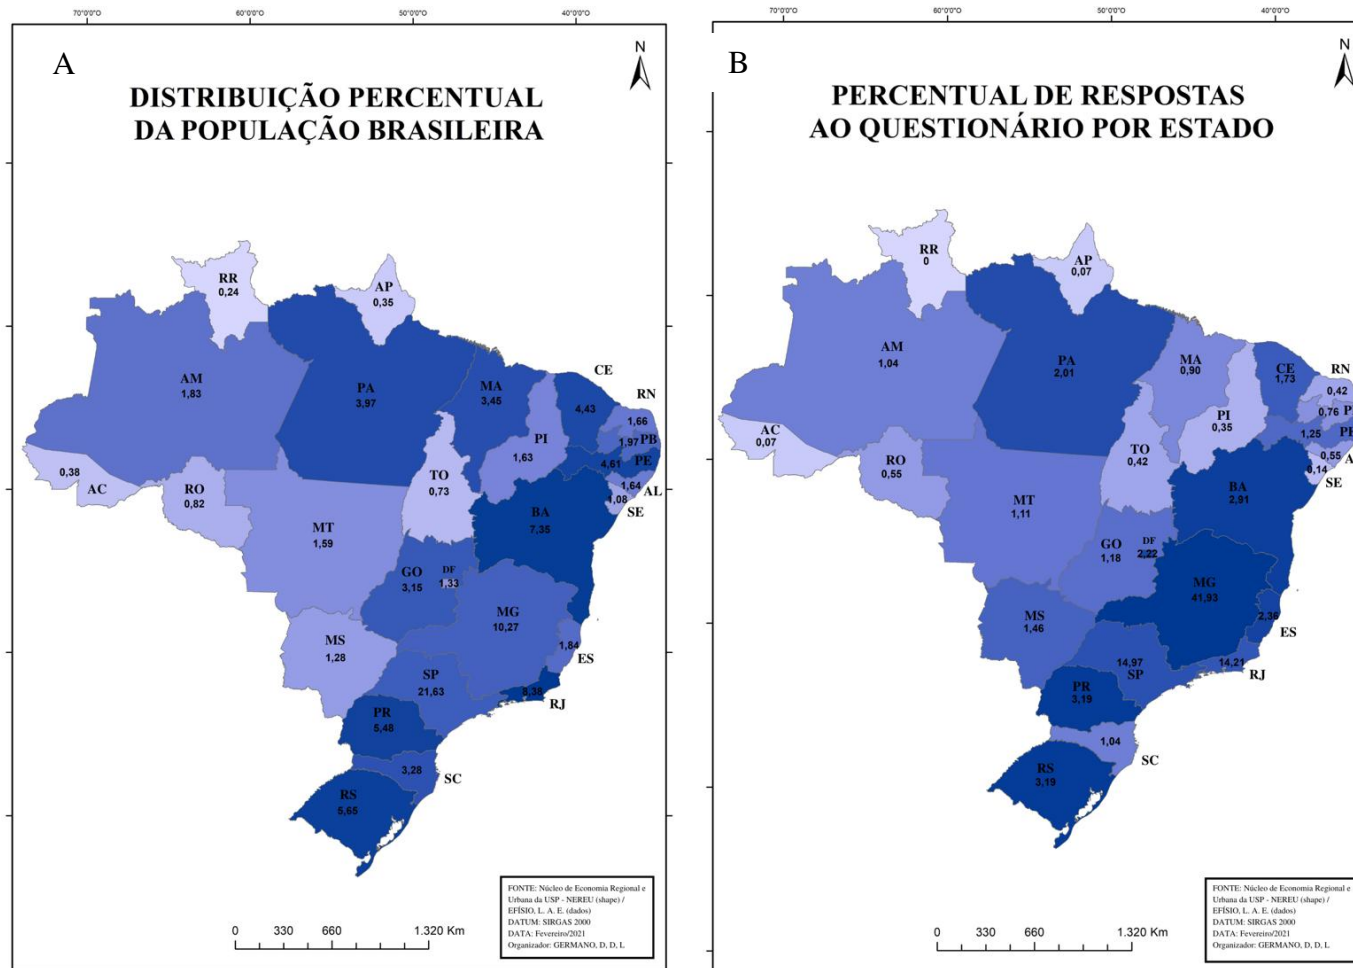 70°0'0"O
50°0'0"O
40°0'0"O
A
N
DISTRIBUIÇÃO PERCENTUAL
DA POPULAÇÃO BRASILEIRA
RR
0,24
AP
0,35
AM
1,83
PA
3,97
MA
3,45
CE
4,43
RN
1,66
PI
1,63
1,97 PB
4,61 PE
TO
0,73
1,64
AL
1,08
SE
0,38
AC
RO
0,82
BA
7,35
MT
1,59
GO
3,15
DF
1,33
MG
10,27
MS
1,28
1,84
ES
SP
21,63
8,38
RJ
PR
5,48
3,28
SC
RS
5,65
FONTE: Núcleo de Economia Regional e
Urbana da USP - NEREU (shape) /
EFÍSIO, L. A. E. (dados)
DATUM: SIRGAS 2000
DATA: Fevereiro/2021
Organizador: GERMANO, D, D, L
0 330 660 1.320 Km
70°0'0"O
60°0'0"O
50°0'0"O
40°0'0"O
B
N
PERCENTUAL DE RESPOSTAS
AO QUESTIONÁRIO POR ESTADO
RR
0
AP
0,07
AM
1,04
PA
2,01
MA
0,90
CE
1,73
RN
0,42
PI
0,35
0,76
1,25
AC
0,07
TO
0,42
0,55
0,14
SE
RO
0,55
BA
2,91
MT
1,11
GO
1,18
DF
2,22
MG
41,93
MS
1,46
2,36
ES
14,97
SP
14,21
RJ
PR
3,19
1,04
SC
RS
3,19
FONTE: Núcleo de Economia Regional e
Urbana da USP - NEREU (shape) /
EFÍSIO, L. A. E. (dados)
DATUM: SIRGAS 2000
DATA: Fevereiro/2021
Organizador: GERMANO, D, D, L
0 330 660 1.320 Km